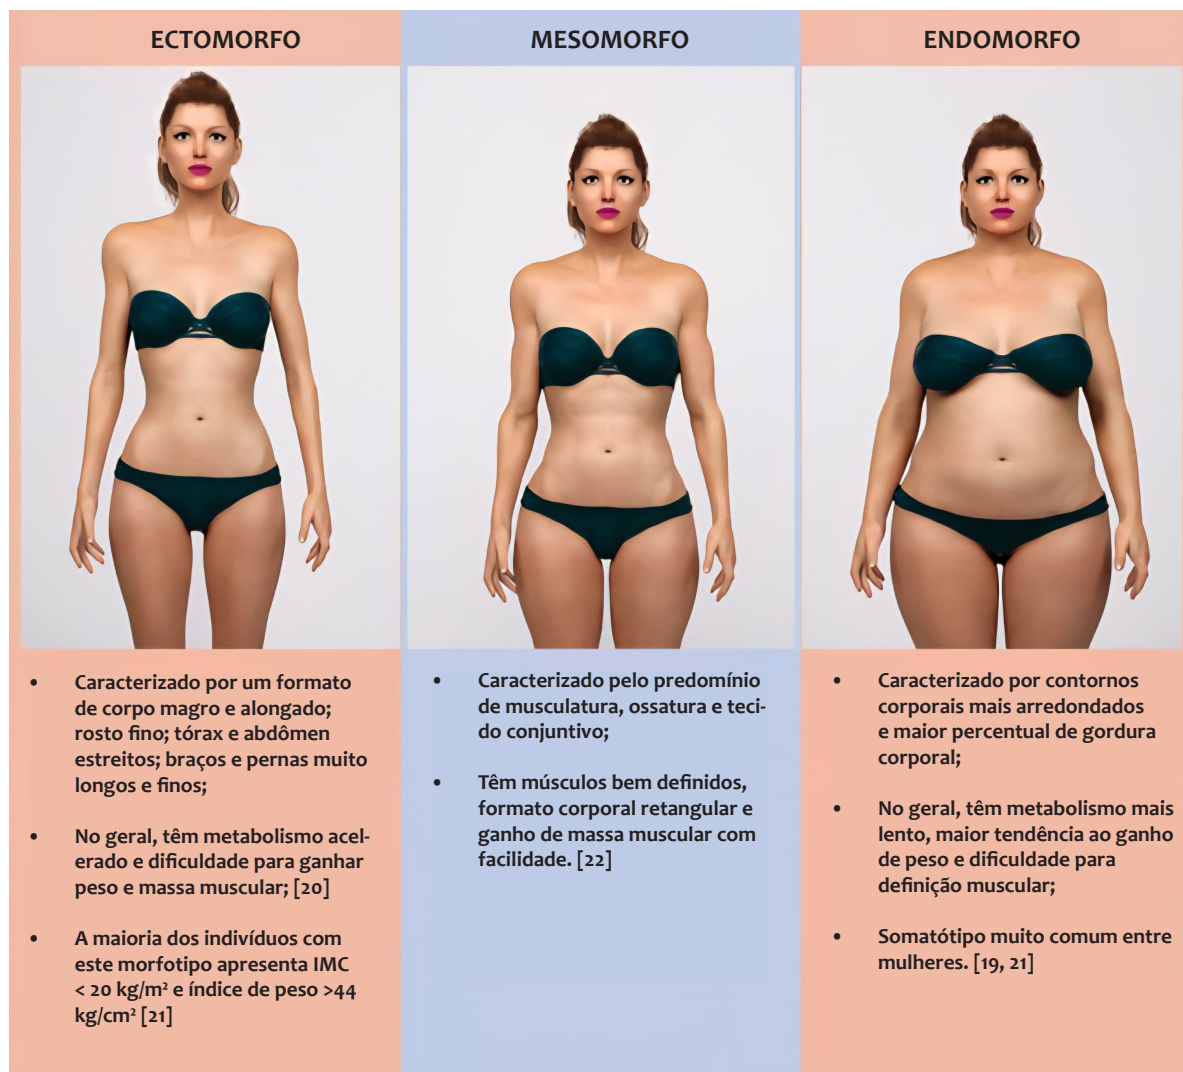 ECTOMORFO
MESOMORFO
ENDOMORFO
• Caracterizado por um formato
de corpo magro e alongado;
rosto fino; tórax e abdômen
estreitos; braços e pernas muito
longos e finos;
• No geral, têm metabolismo acel-
erado e dificuldade para ganhar
peso e massa muscular; [20]
• A maioria dos indivíduos com
este morfotipo apresenta IMC
< 20 kg/m² e índice de peso >44
kg/cm² [21]
• Caracterizado pelo predomínio
de musculatura, ossatura e teci-
do conjuntivo;
• Têm músculos bem definidos,
formato corporal retangular e
ganho de massa muscular com
facilidade. [22]
• Caracterizado por contornos
corporais mais arredondados
e maior percentual de gordura
corporal;
• No geral, têm metabolismo mais
lento, maior tendência ao ganho
de peso e dificuldade para
definição muscular;
• Somatótipo muito comum entre
mulheres. [19, 21]